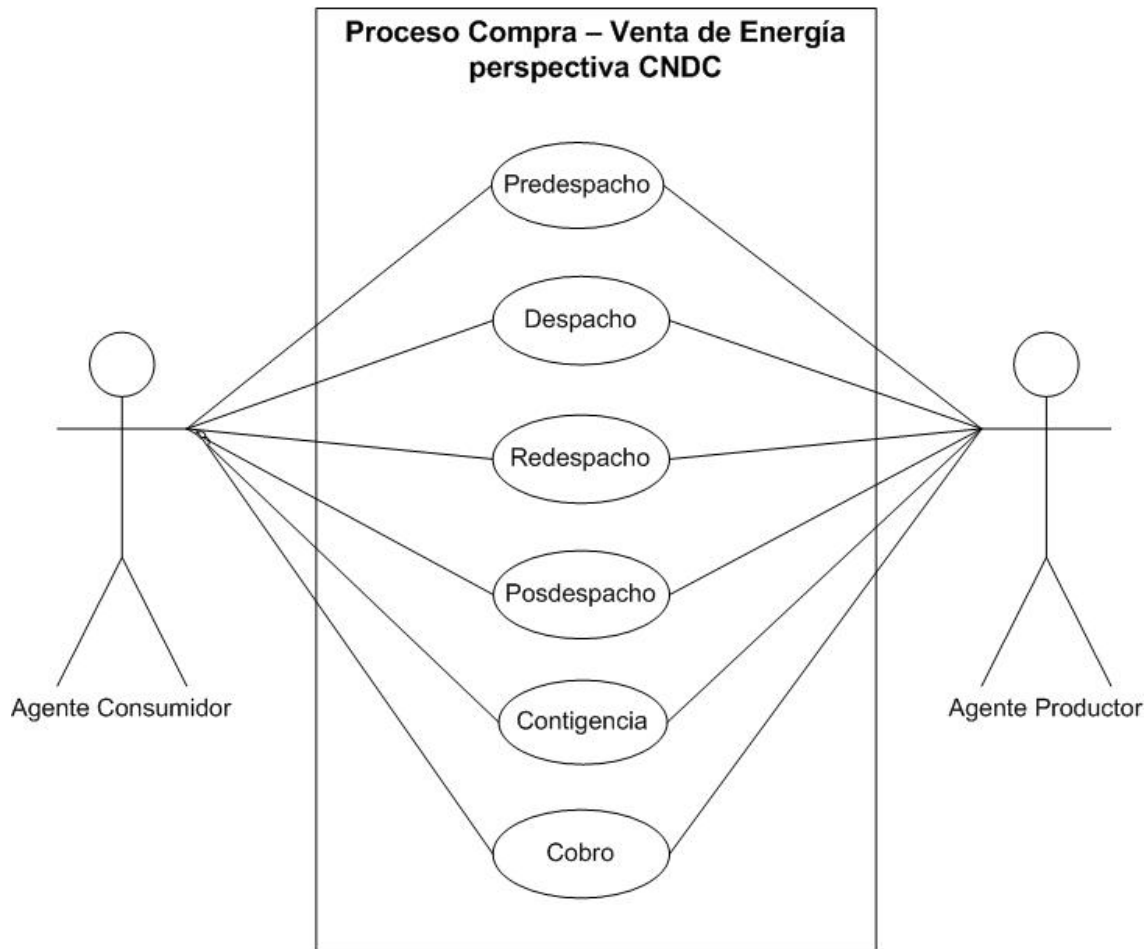 Proceso Compra – Venta de Energía
perspectiva CNDC
Predespacho
Despacho
Redespacho
Posdespacho
Agente Consumidor
Contigencia
Agente Productor
Cobro